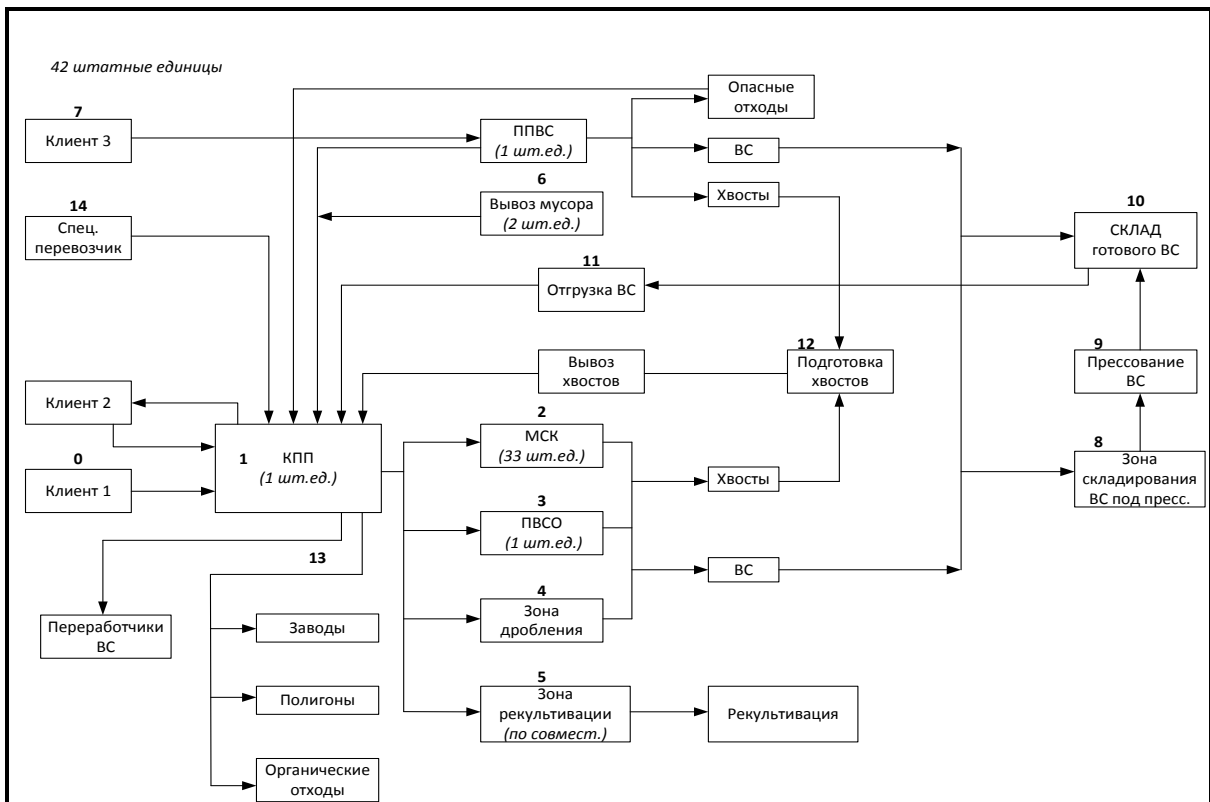 42 штатные единицы
7
Клиент 3
ППВС
(1 шт.ед.)
Опасные
отходы
ВС
Хвосты
14
Спец.
перевозчик
6
Вывоз мусора
(2 шт.ед.)
10
СКЛАД
готового ВС
11
Отгрузка ВС
12
Подготовка
хвостов
Вывоз
хвостов
9
Прессование
ВС
Клиент 2
0
Клиент 1
1
КПП
(1 шт.ед.)
2
МСК
(33 шт.ед.)
Хвосты
8
Зона
складирования
ВС под пресс.
3
ПВСО
(1 шт.ед.)
ВС
13
4
Зона
дробления
Переработчики
ВС
Заводы
Полигоны
Органические
отходы
5
Зона
рекультивации
(по совмест.)
Рекультивация